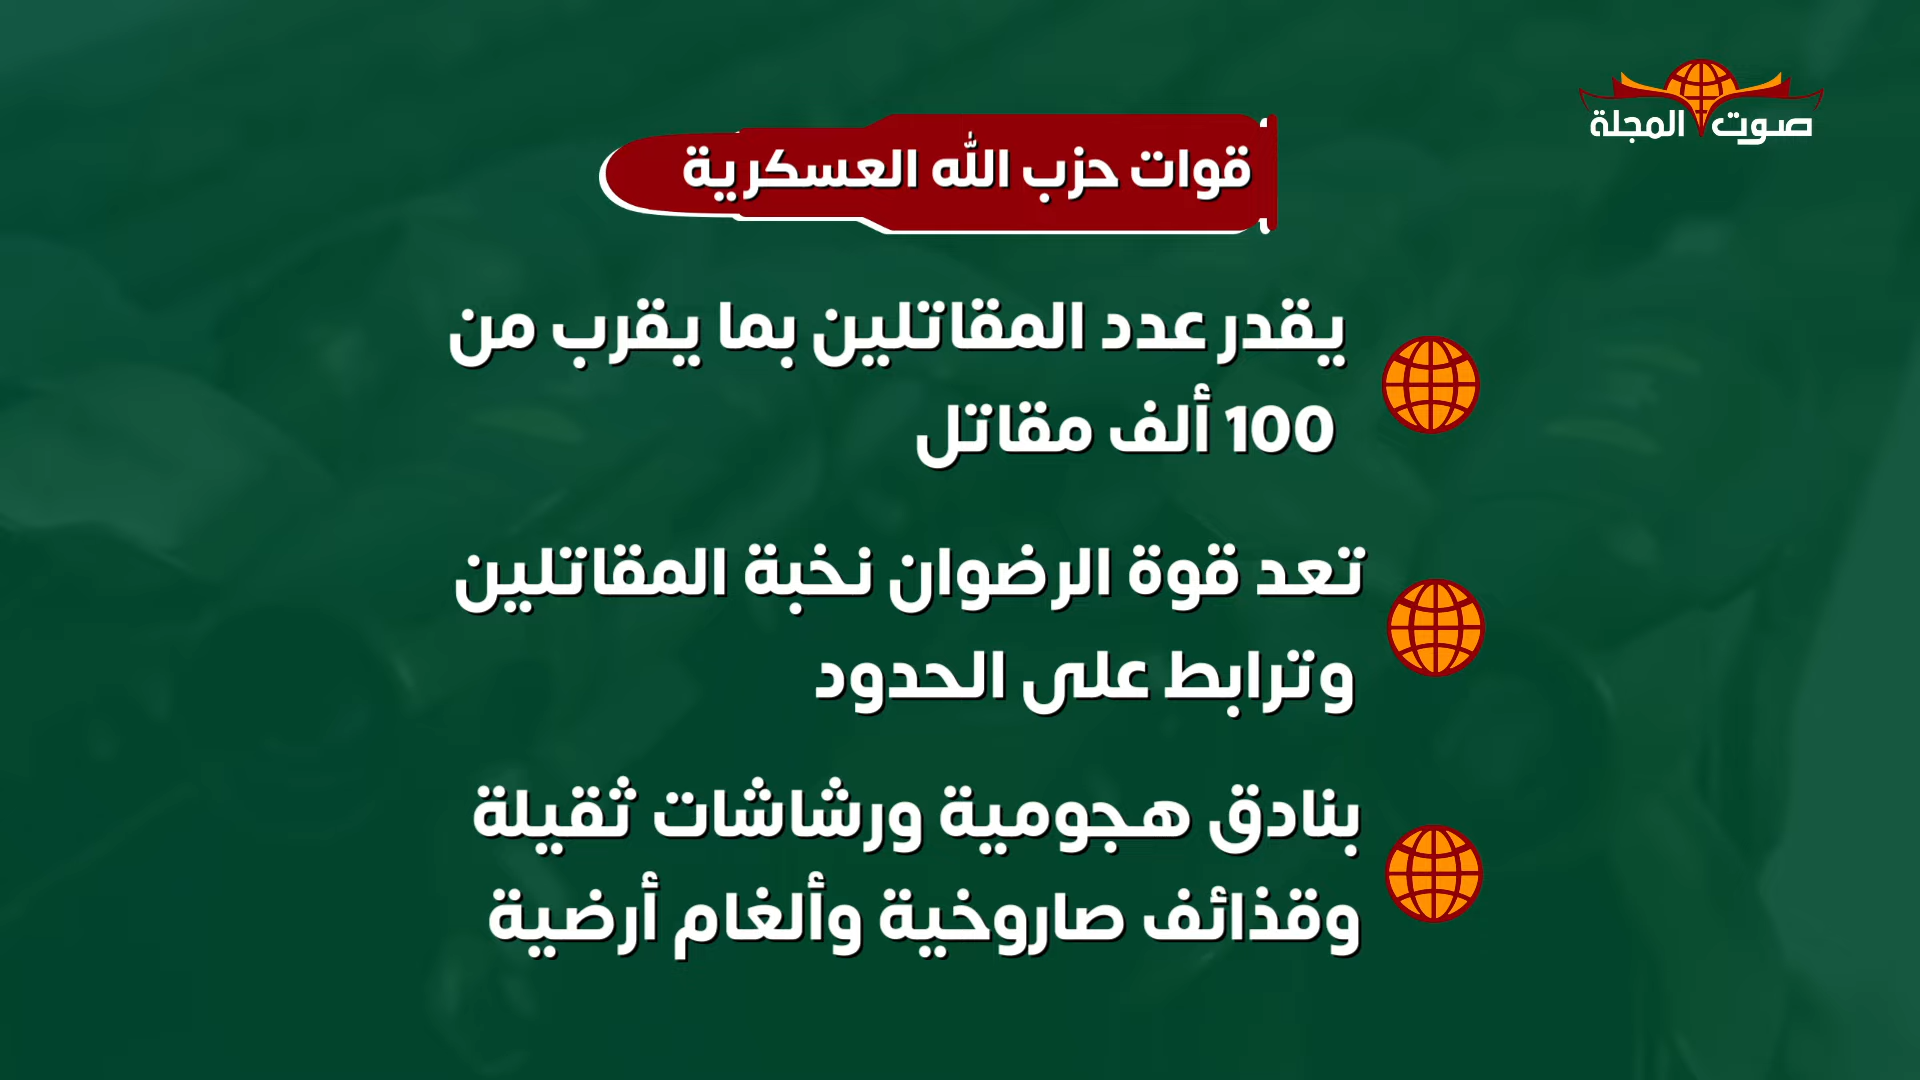 صوت المجلة
قوات حزب الله العسكرية
يقدر عدد المقاتلين بما يقرب من
100 ألف مقاتل
تعد قوة الرضوان نخبة المقاتلين
وترابط على الحدود
بنادق هجومية ورشاشات ثقيلة
وقذائف صاروخية وألغام أرضية